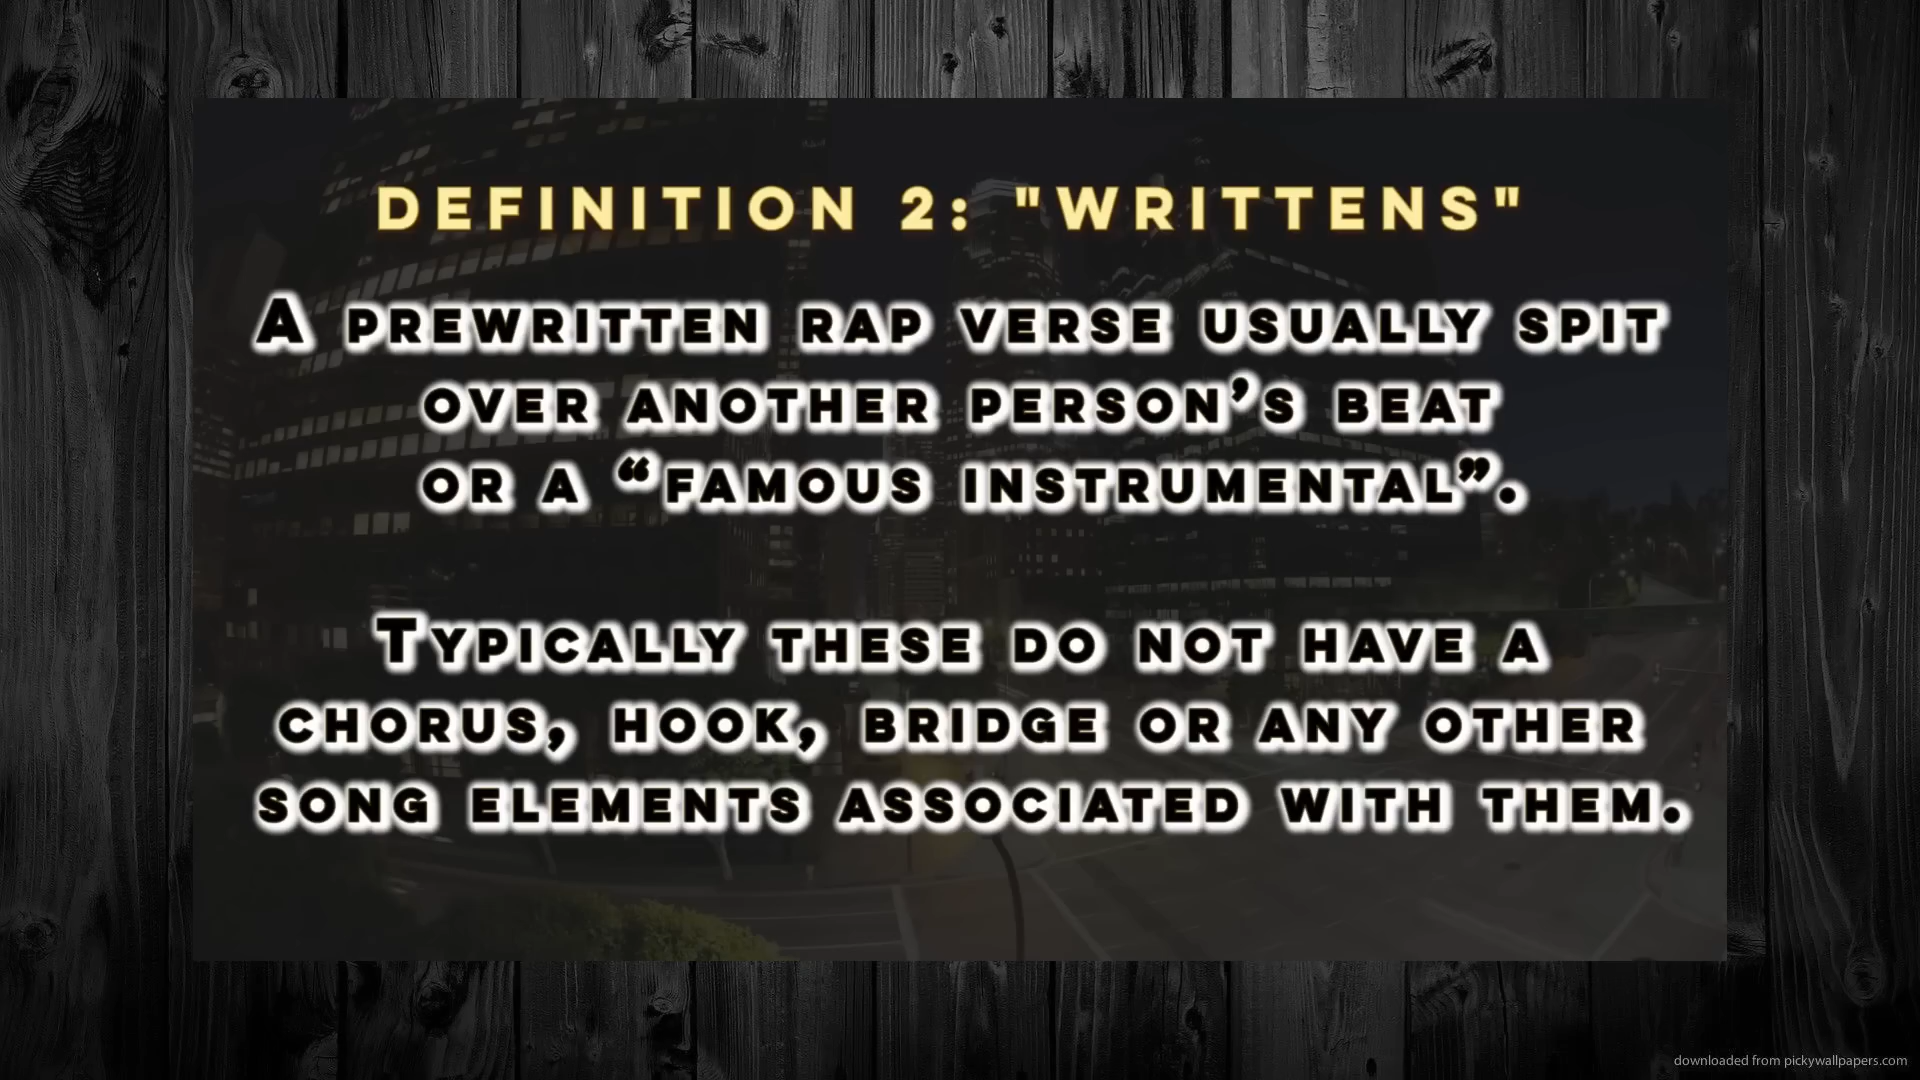 DEFINITION 2: "WRITTENS"
A PREWRITTEN RAP VERSE USUALLY SPIT
OVER ANOTHER PERSON’S BEAT
OR A “FAMOUS INSTRUMENTAL”.
TYPICALLY THESE DO NOT HAVE A
CHORUS, HOOK, BRIDGE OR ANY OTHER
SONG ELEMENTS ASSOCIATED WITH THEM.
downloaded from pickywallpapers.com